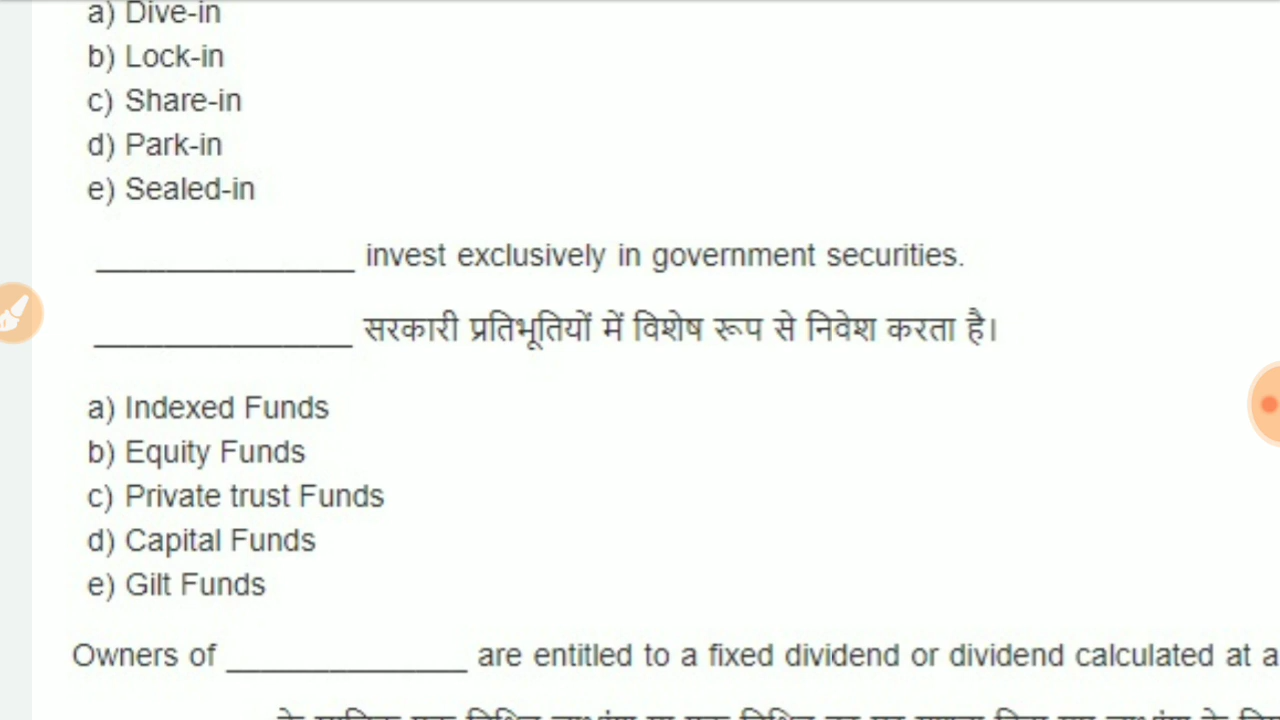 a) Dive-in
b) Lock-in
c) Share-in
d) Park-in
e) Sealed-in
_______________ invest exclusively in government securities.
_______________ सरकारी प्रतिभूतियों में विशेष रूप से निवेश करता है।
a) Indexed Funds
b) Equity Funds
c) Private trust Funds
d) Capital Funds
e) Gilt Funds
Owners of ______________ are entitled to a fixed dividend or dividend calculated at a